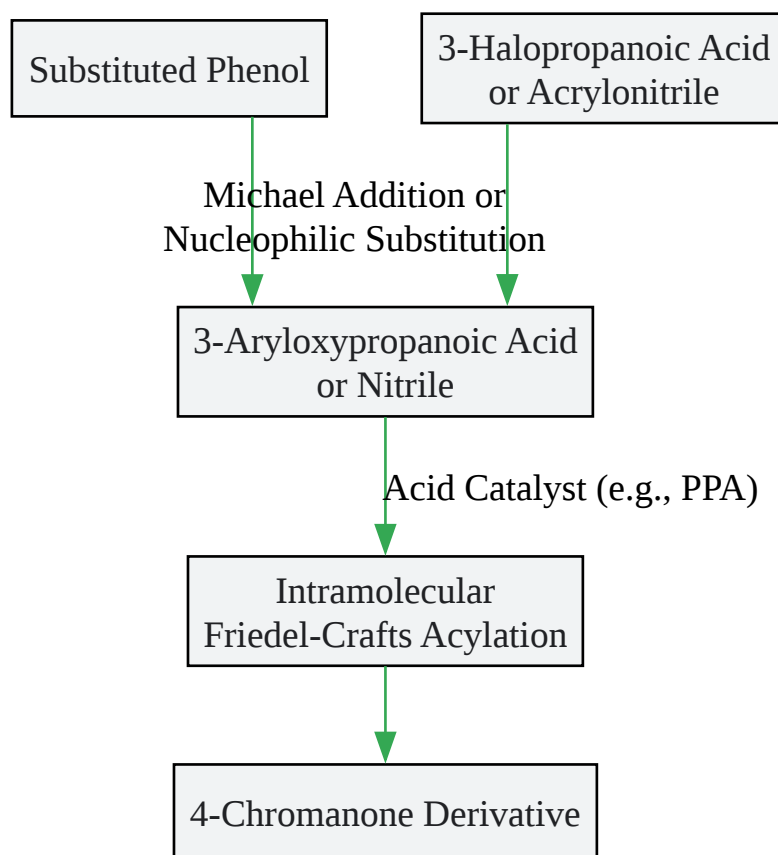 Substituted Phenol
3-Halopropanoic Acid
or Acrylonitrile
Michael Addition or
Nucleophilic Substitution
3-Aryloxypropanoic Acid
or Nitrile
Acid Catalyst (e.g., PPA)
Intramolecular
Friedel-Crafts Acylation
4-Chromanone Derivative